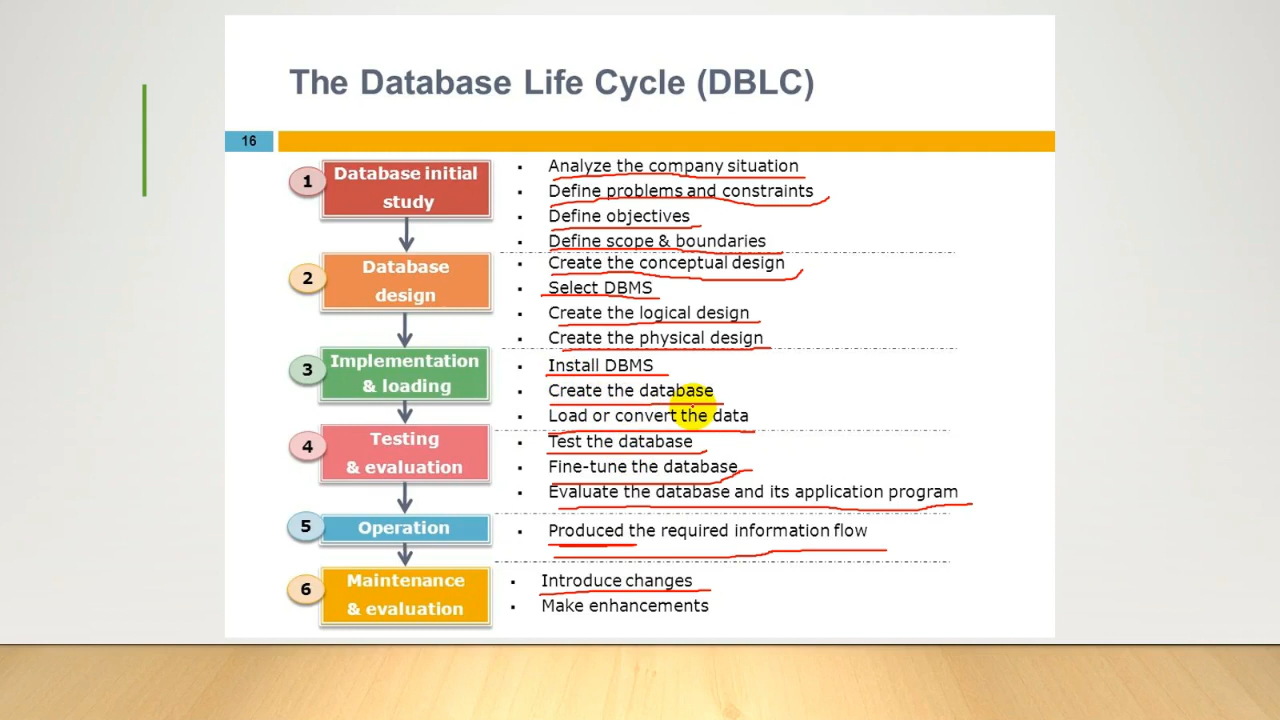 The Database Life Cycle (DBLC)
16
1
Database initial
study
▪ Analyze the company situation
▪ Define problems and constraints
▪ Define objectives
▪ Define scope & boundaries
2
Database
design
▪ Create the conceptual design
▪ Select DBMS
▪ Create the logical design
▪ Create the physical design
3
Implementation
& loading
▪ Install DBMS
▪ Create the database
▪ Load or convert the data
4
Testing
& evaluation
▪ Test the database
▪ Fine-tune the database
▪ Evaluate the database and its application program
5
Operation
▪ Produced the required information flow
6
Maintenance
& evaluation
▪ Introduce changes
▪ Make enhancements